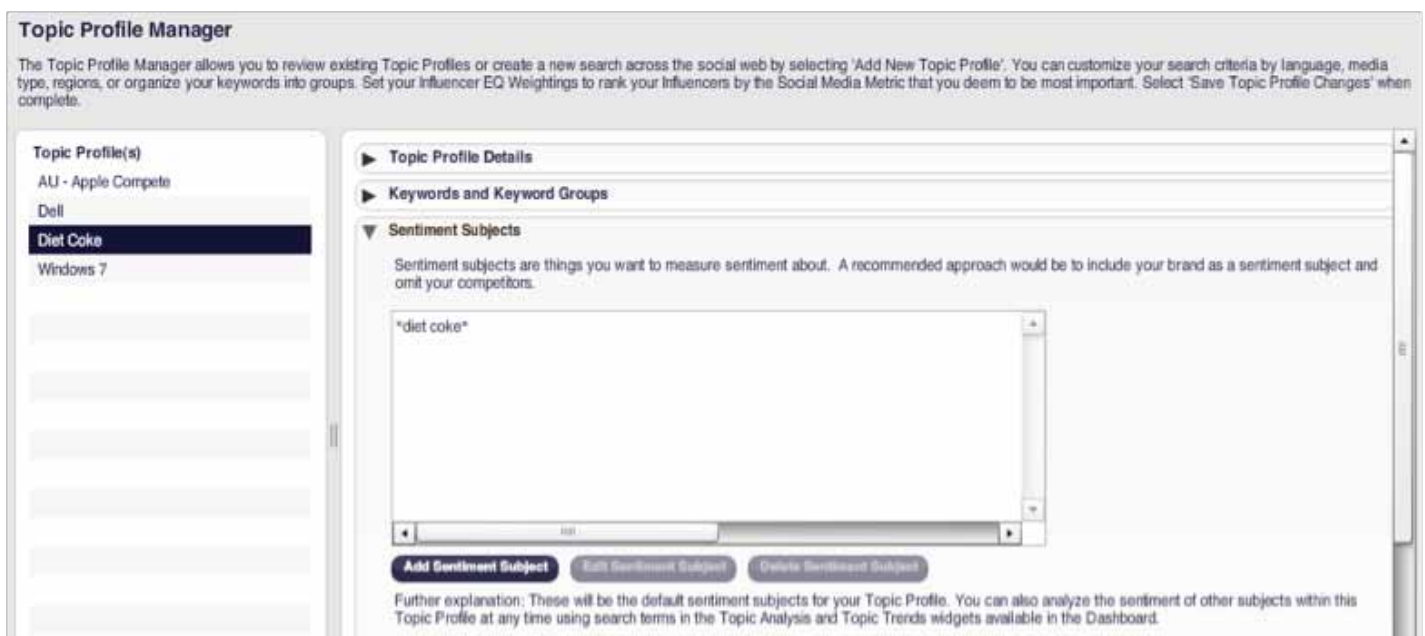 Topic Profile Manager
The Topic Profile Manager allows you to review existing Topic Profiles or create a new search across the social web by selecting 'Add New Topic Profile'. You can customize your search criteria by language, media
type, regions, or organize your keywords into groups. Set your Influencer EQ Weightings to rank your Influencers by the Social Media Metric that you deem to be most important. Select 'Save Topic Profile Changes' when
complete.
Topic Profile(s)
AU - Apple Compete
Dell
Diet Coke
Windows 7
Topic Profile Details
Keywords and Keyword Groups
Sentiment Subjects
Sentiment subjects are things you want to measure sentiment about. A recommended approach would be to include your brand as a sentiment subject and
omit your competitors.
"diet coke"
Add Sentiment Subject
Edit Sentiment Subject
Delete Sentiment Subject
Further explanation: These will be the default sentiment subjects for your Topic Profile. You can also analyze the sentiment of other subjects within this
Topic Profile at any time using search terms in the Topic Analysis and Topic Trends widgets available in the Dashboard.